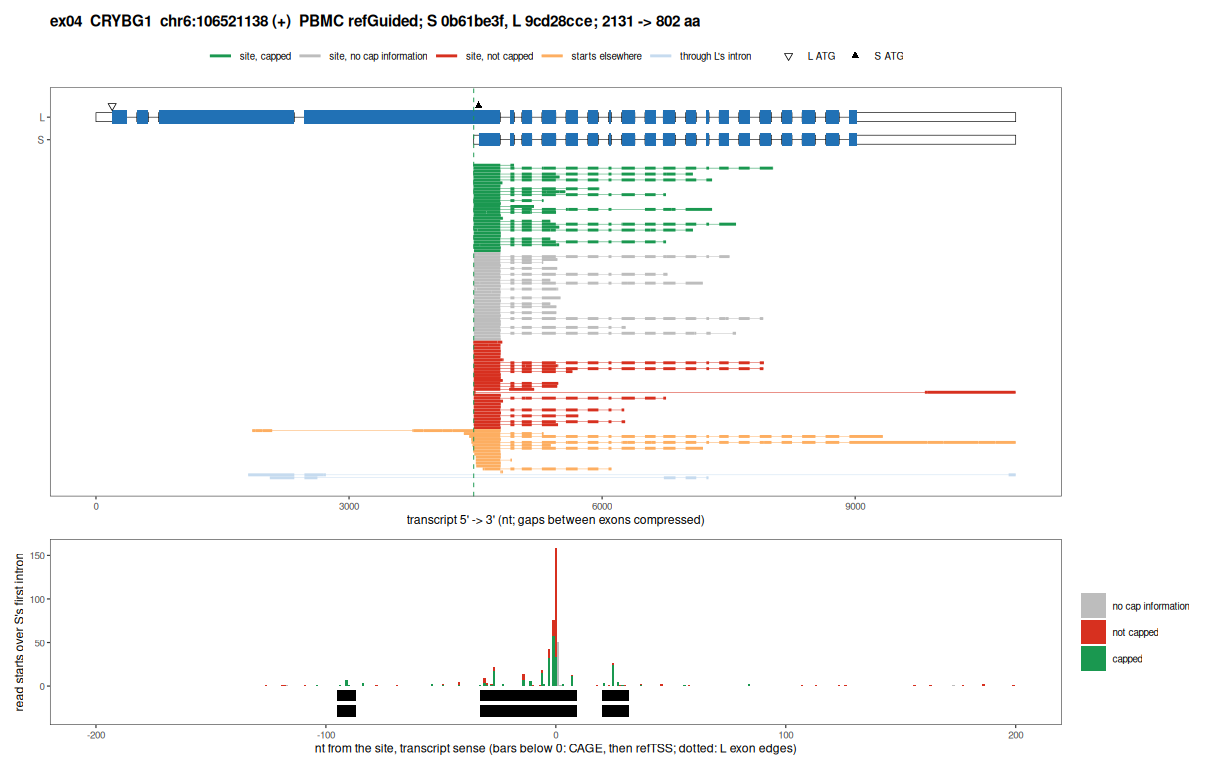 ex04 CRYBG1 chr6:106521138 (+) PBMC refGuided; S 0b61be3f, L 9cd28cce; 2131 -> 802 aa
site, capped site, no cap information site, not capped starts elsewhere through L's intron L ATG S ATG
L
S
0 3000 6000 9000
transcript 5' -> 3' (nt; gaps between exons compressed)
read starts over S's first intron
150
100
50
0
no cap information
not capped
capped
-200 -100 0 100 200
nt from the site, transcript sense (bars below 0: CAGE, then refTSS; dotted: L exon edges)